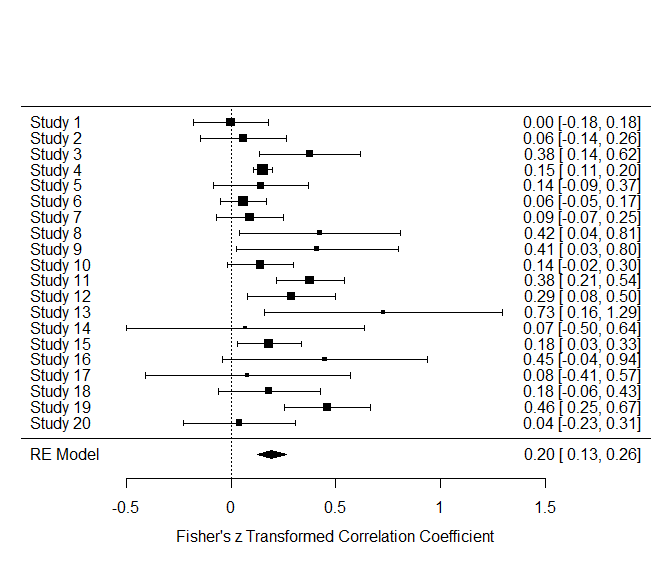 Study 1 0.00 [-0.18, 0.18]
Study 2 0.06 [-0.14, 0.26]
Study 3 0.38 [ 0.14, 0.62]
Study 4 0.15 [ 0.11, 0.20]
Study 5 0.14 [-0.09, 0.37]
Study 6 0.06 [-0.05, 0.17]
Study 7 0.09 [-0.07, 0.25]
Study 8 0.42 [ 0.04, 0.81]
Study 9 0.41 [ 0.03, 0.80]
Study 10 0.14 [-0.02, 0.30]
Study 11 0.38 [ 0.21, 0.54]
Study 12 0.29 [ 0.08, 0.50]
Study 13 0.73 [ 0.16, 1.29]
Study 14 0.07 [-0.50, 0.64]
Study 15 0.18 [ 0.03, 0.33]
Study 16 0.45 [-0.04, 0.94]
Study 17 0.08 [-0.41, 0.57]
Study 18 0.18 [-0.06, 0.43]
Study 19 0.46 [ 0.25, 0.67]
Study 20 0.04 [-0.23, 0.31]
RE Model 0.20 [ 0.13, 0.26]
-0.5 0 0.5 1 1.5
Fisher's z Transformed Correlation Coefficient